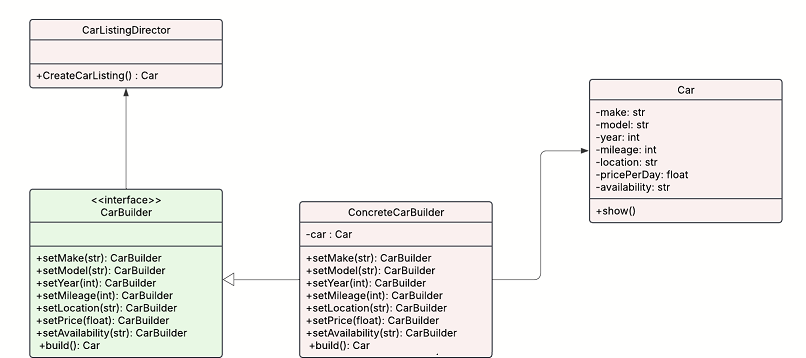 CarListingDirector
+CreateCarListing() : Car
<<interface>>
CarBuilder
+setMake(str): CarBuilder
+setModel(str): CarBuilder
+setYear(int): CarBuilder
+setMileage(int): CarBuilder
+setLocation(str): CarBuilder
+setPrice(float): CarBuilder
+setAvailability(str): CarBuilder
+build(): Car
ConcreteCarBuilder
-car : Car
+setMake(str): CarBuilder
+setModel(str): CarBuilder
+setYear(int): CarBuilder
+setMileage(int): CarBuilder
+setLocation(str): CarBuilder
+setPrice(float): CarBuilder
+setAvailability(str): CarBuilder
+build(): Car
Car
-make: str
-model: str
-year: int
-mileage: int
-location: str
-pricePerDay: float
-availability: str
+show()